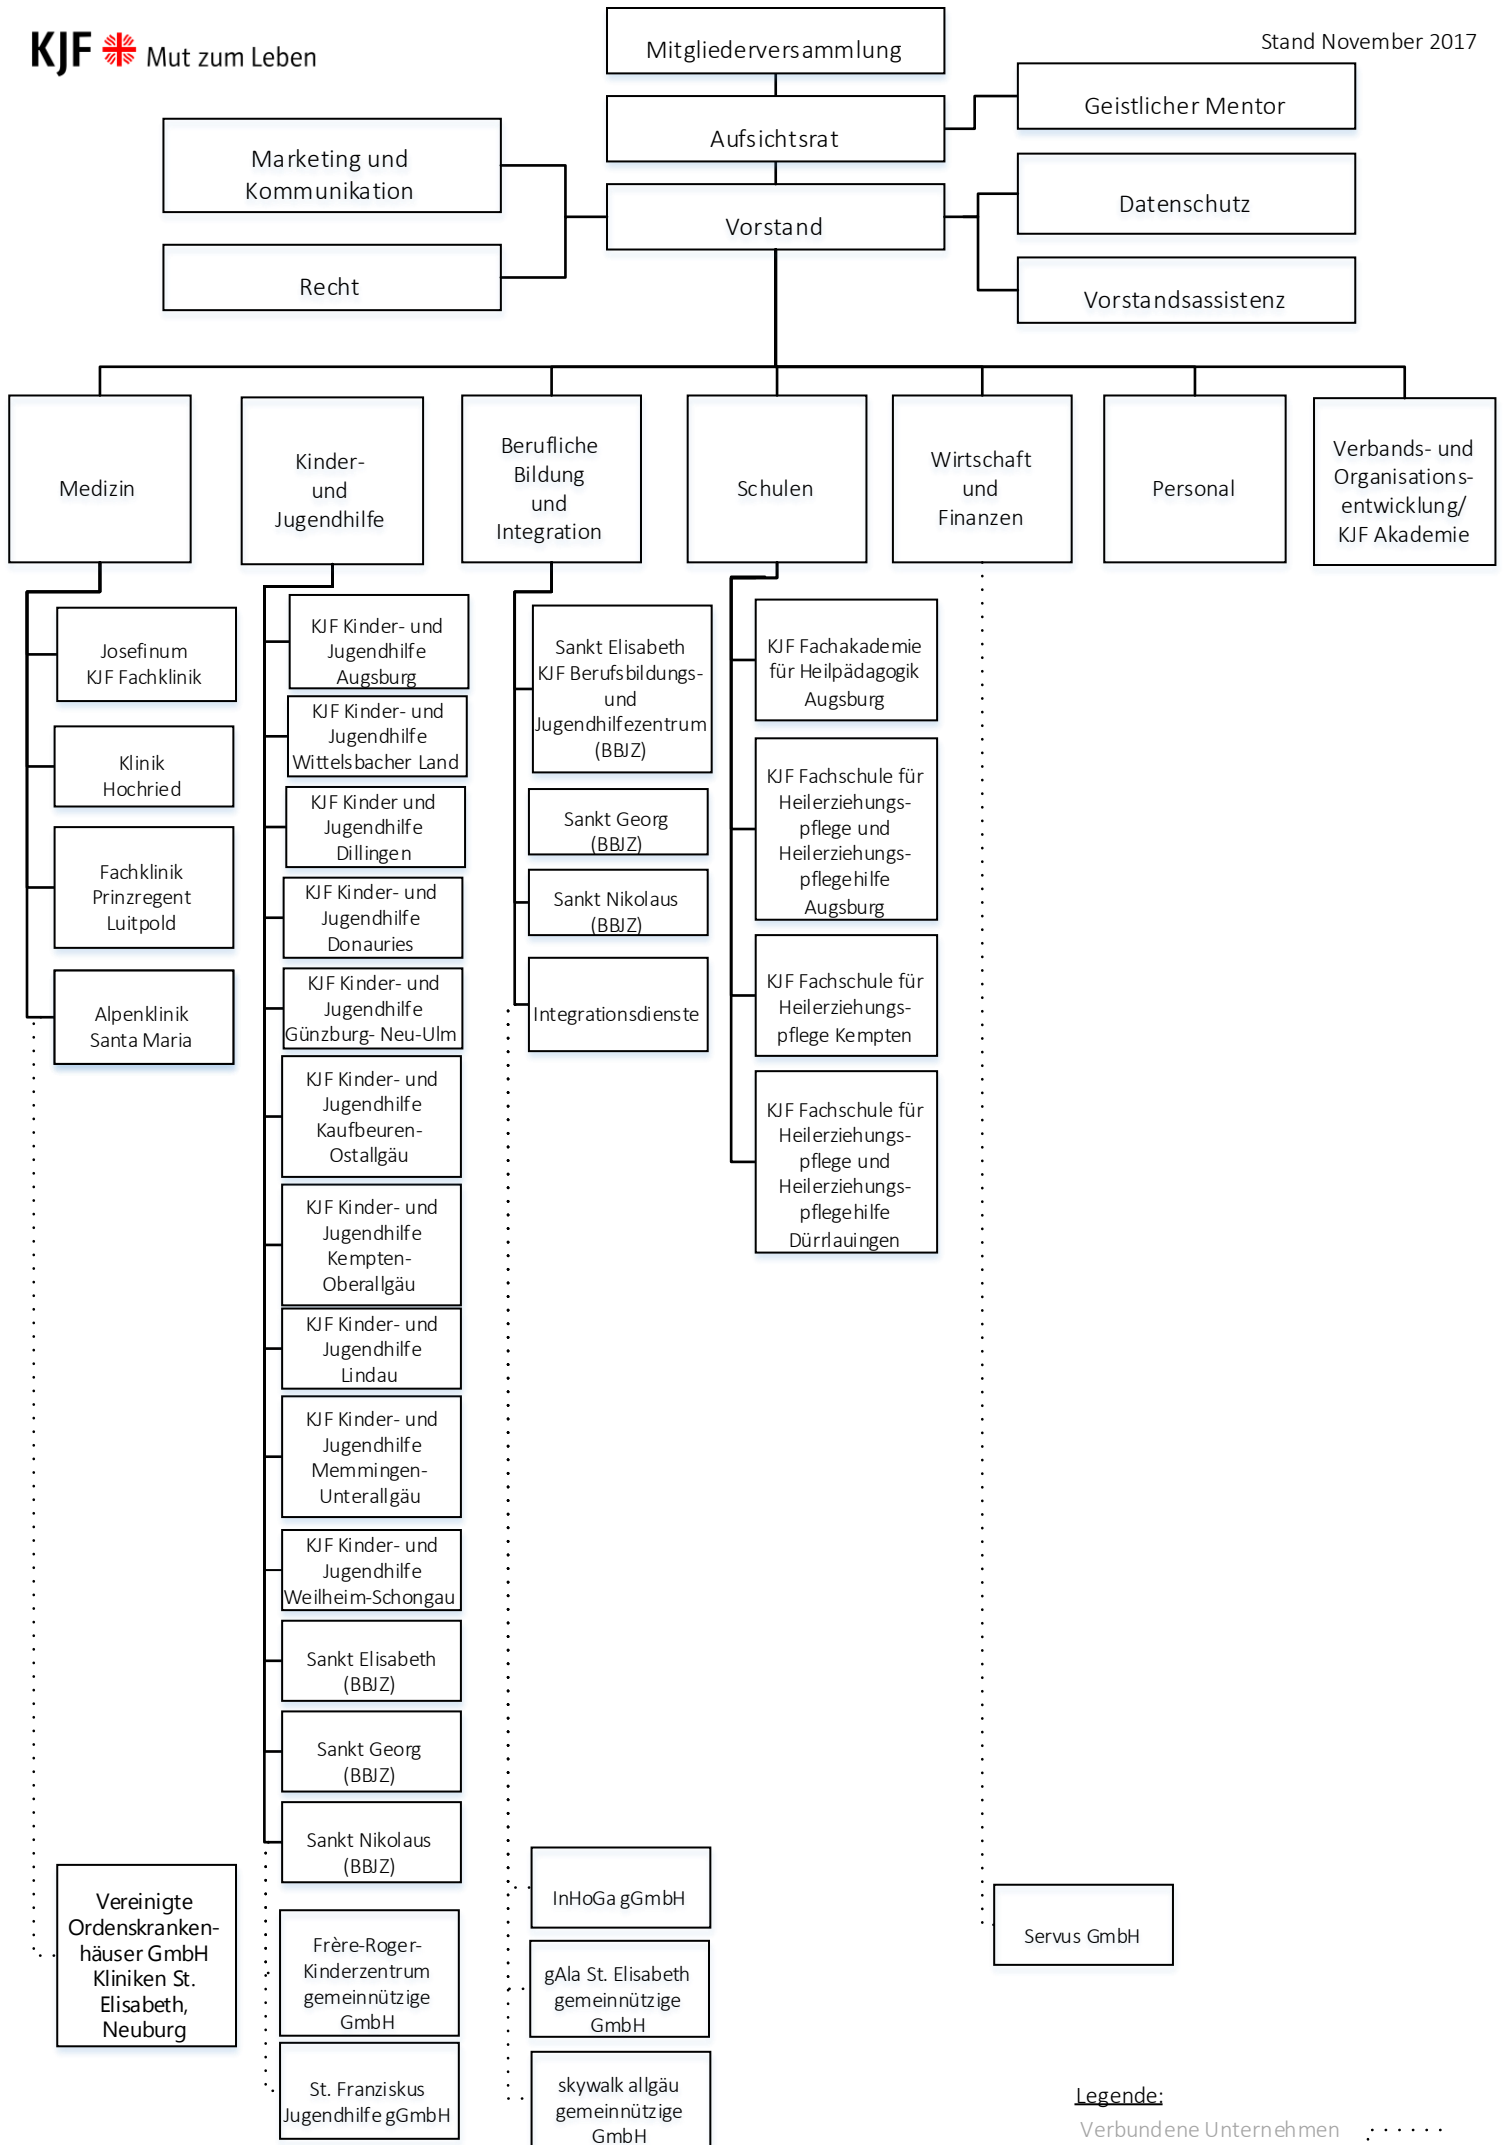 KJF Mut zum Leben
Stand November 2017
Mitgliederversammlung
Aufsichtsrat
Geistlicher Mentor
Marketing und
Kommunikation
Vorstand
Datenschutz
Recht
Vorstandsassistenz
Medizin
Kinder-
und
Jugendhilfe
Berufliche
Bildung
und
Integration
Schulen
Wirtschaft
und
Finanzen
Personal
Verbands- und
Organisations-
entwicklung/
KJF Akademie
Josefinum
KJF Fachklinik
Klinik
Hochried
Fachklinik
Prinzregent
Luitpold
Alpenklinik
Santa Maria
Vereinigte
Ordenskranken-
häuser GmbH
Kliniken St.
Elisabeth,
Neuburg
KJF Kinder- und
Jugendhilfe
Augsburg
KJF Kinder- und
Jugendhilfe
Wittelsbacher Land
KJF Kinder und
Jugendhilfe
Dillingen
KJF Kinder- und
Jugendhilfe
Donauries
KJF Kinder- und
Jugendhilfe
Günzburg- Neu-Ulm
KJF Kinder- und
Jugendhilfe
Kaufbeuren-
Ostallgäu
KJF Kinder- und
Jugendhilfe
Kempten-
Oberallgäu
KJF Kinder- und
Jugendhilfe
Lindau
KJF Kinder- und
Jugendhilfe
Memmingen-
Unterallgäu
KJF Kinder- und
Jugendhilfe
Weilheim-Schongau
Sankt Elisabeth
(BBJZ)
Sankt Georg
(BBJZ)
Sankt Nikolaus
(BBJZ)
Frère-Roger-
Kinderzentrum
gemeinnützige
GmbH
St. Franziskus
Jugendhilfe gGmbH
Sankt Elisabeth
KJF Berufsbildungs-
und
Jugendhilfezentrum
(BBJZ)
Sankt Georg
(BBJZ)
Sankt Nikolaus
(BBJZ)
Integrationsdienste
InHoGa gGmbH
gAla St. Elisabeth
gemeinnützige
GmbH
skywalk allgäu
gemeinnützige
GmbH
KJF Fachakademie
für Heilpädagogik
Augsburg
KJF Fachschule für
Heilerziehungs-
pflege und
Heilerziehungs-
pflegehilfe
Augsburg
KJF Fachschule für
Heilerziehungs-
pflege Kempten
KJF Fachschule für
Heilerziehungs-
pflege und
Heilerziehungs-
pflegehilfe
Dürrlauingen
Servus GmbH
Legende:
Verbundene Unternehmen